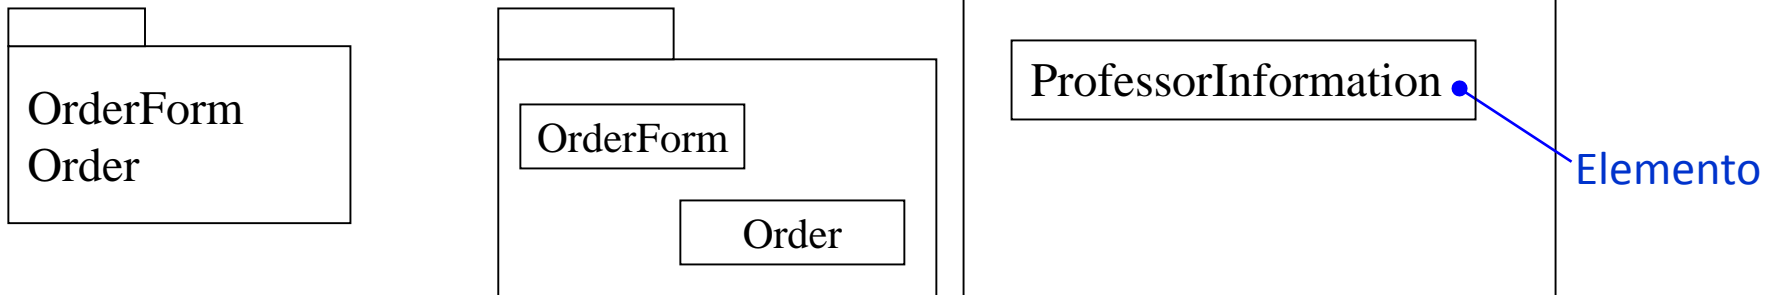 OrderForm
Order
OrderForm
Order
ProfessorInformation
Elemento